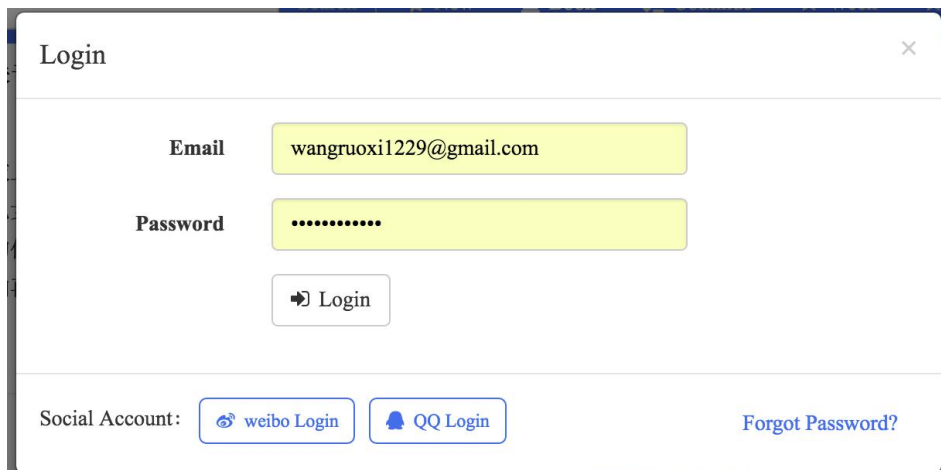 Login
×
Email
wangruoxi1229@gmail.com
Password
••••••••••••
Login
Social Account:
weibo Login
QQ Login
Forgot Password?